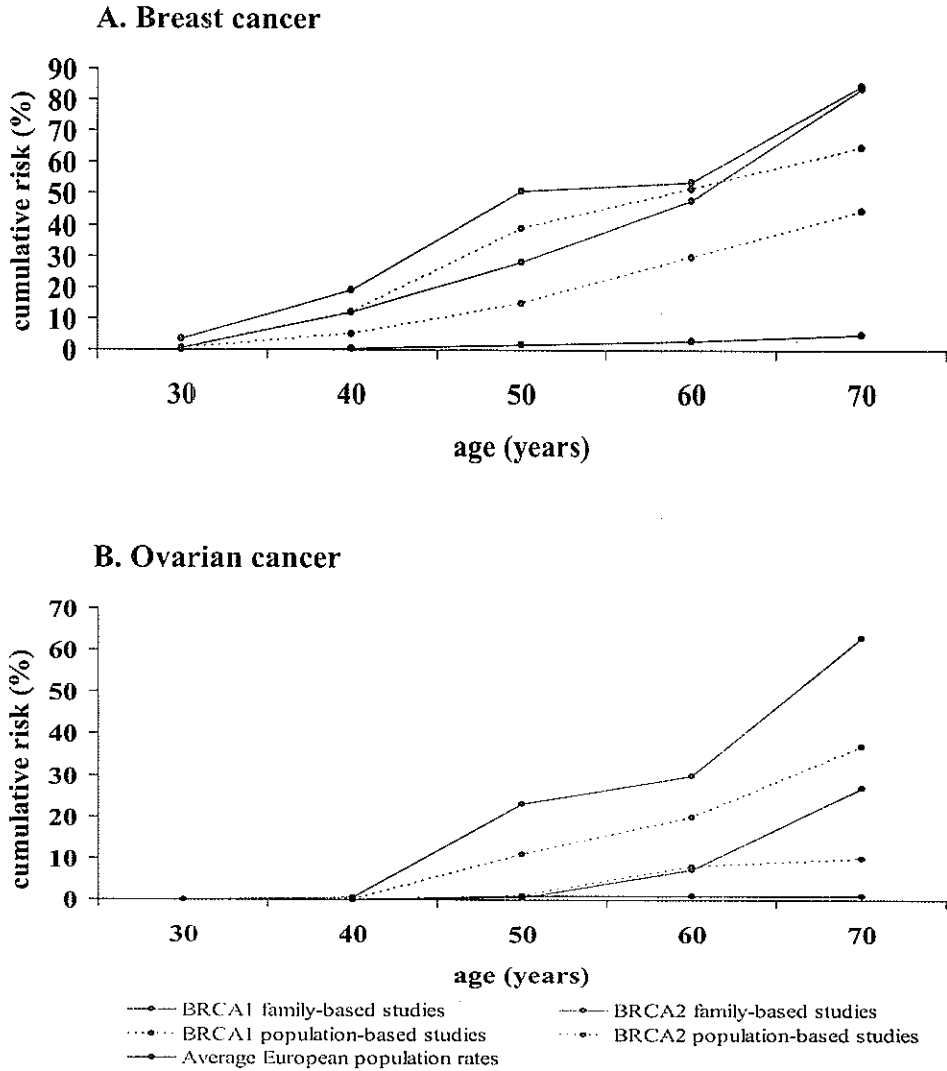 A. Breast cancer
cumulative risk (%)
90
80
70
60
50
40
30
20
10
0
30 40 50 60 70
age (years)
B. Ovarian cancer
cumulative risk (%)
70
60
50
40
30
20
10
0
30 40 50 60 70
age (years)
BRCA1 family-based studies BRCA2 family-based studies
BRCA1 population-based studies BRCA2 population-based studies
Average European population rates